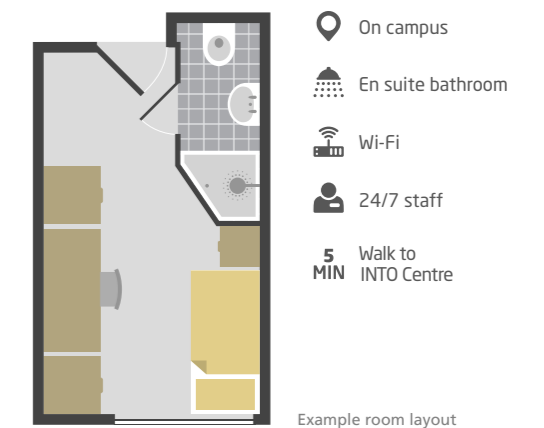 On campus
En suite bathroom
Wi-Fi
24/7 staff
5
MIN
Walk to
INTO Centre
Example room layout